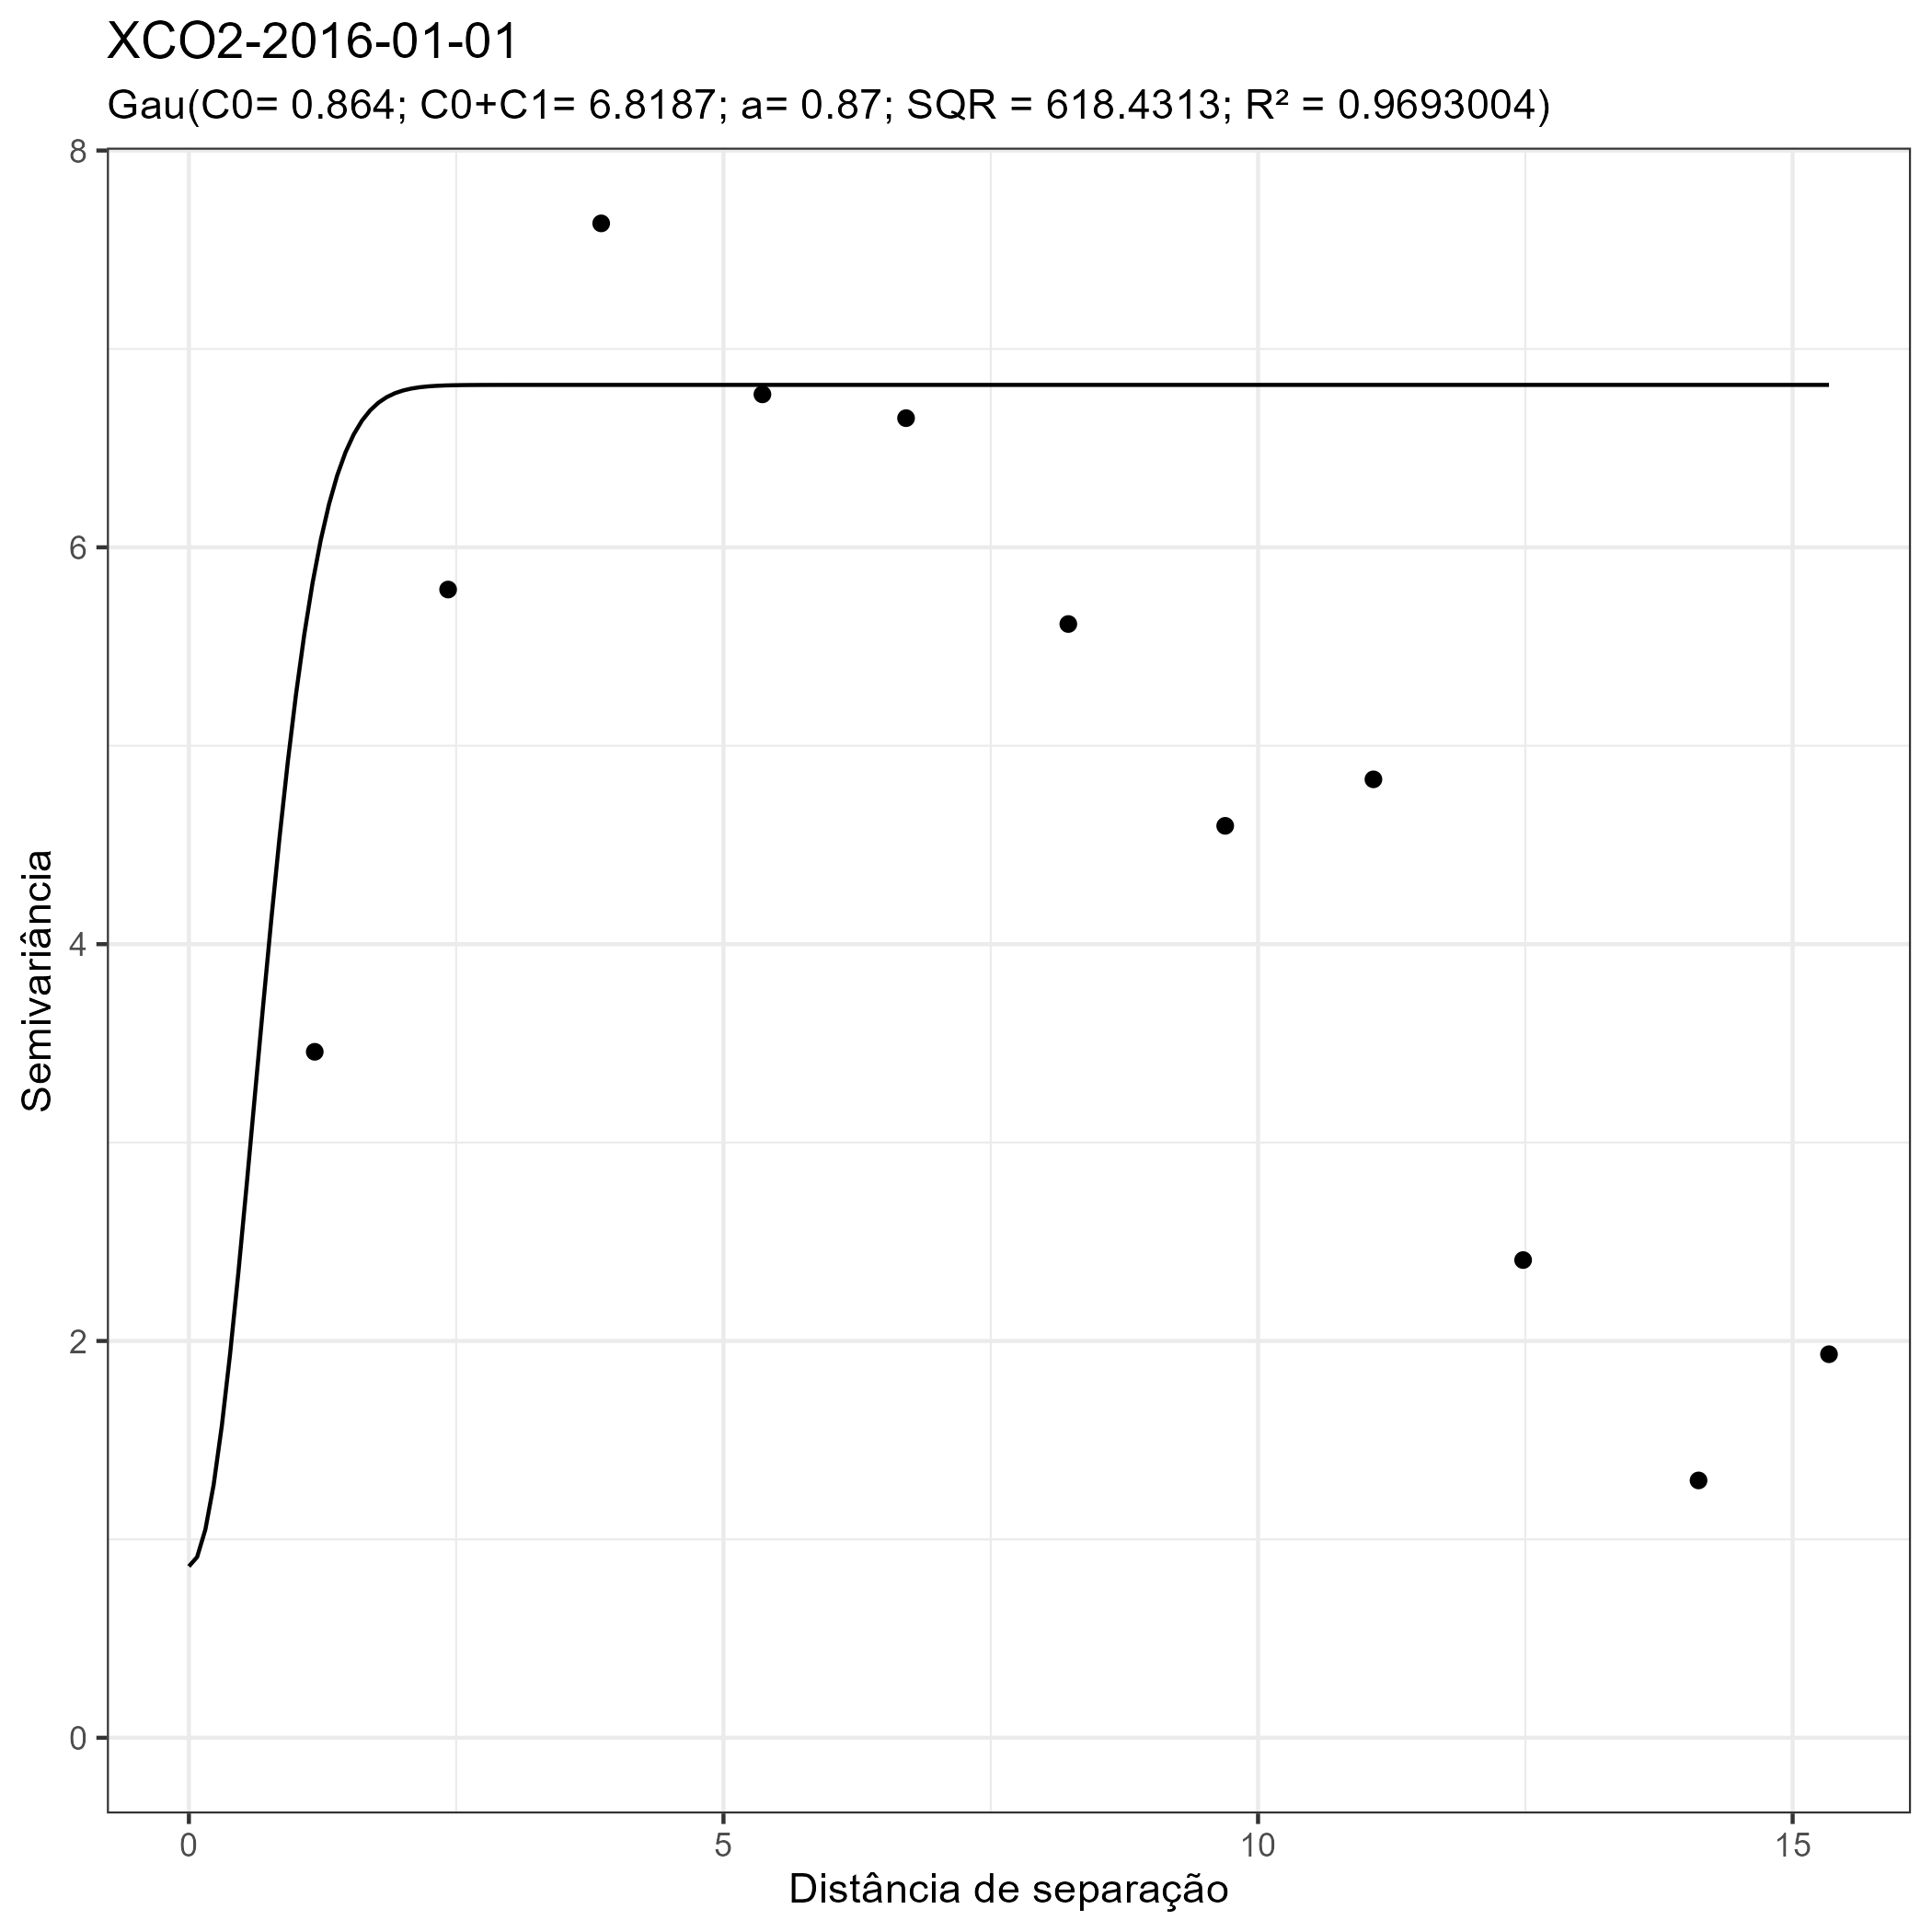 XCO2-2016-01-01
Gau(C0= 0.864; C0+C1= 6.8187; a= 0.87; SQR = 618.4313; R² = 0.9693004)
8
6
4
2
0
Semivariância
0 5 10 15
Distância de separação